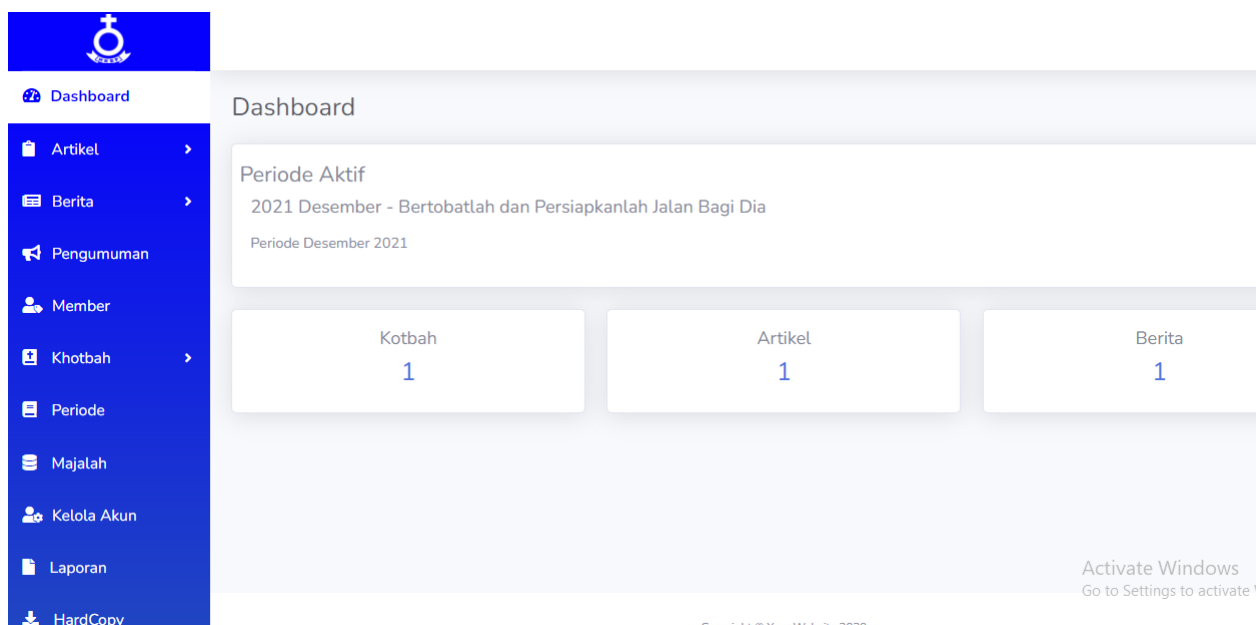 Dashboard
Artikel
Berita
Pengumuman
Member
Khotbah
Periode
Majalah
Kelola Akun
Laporan
HardCopy
Dashboard
Periode Aktif
2021 Desember - Bertobatlah dan Persiapkanlah Jalan Bagi Dia
Periode Desember 2021
Kotbah
1
Artikel
1
Berita
1
Activate Windows
Go to Settings to activate